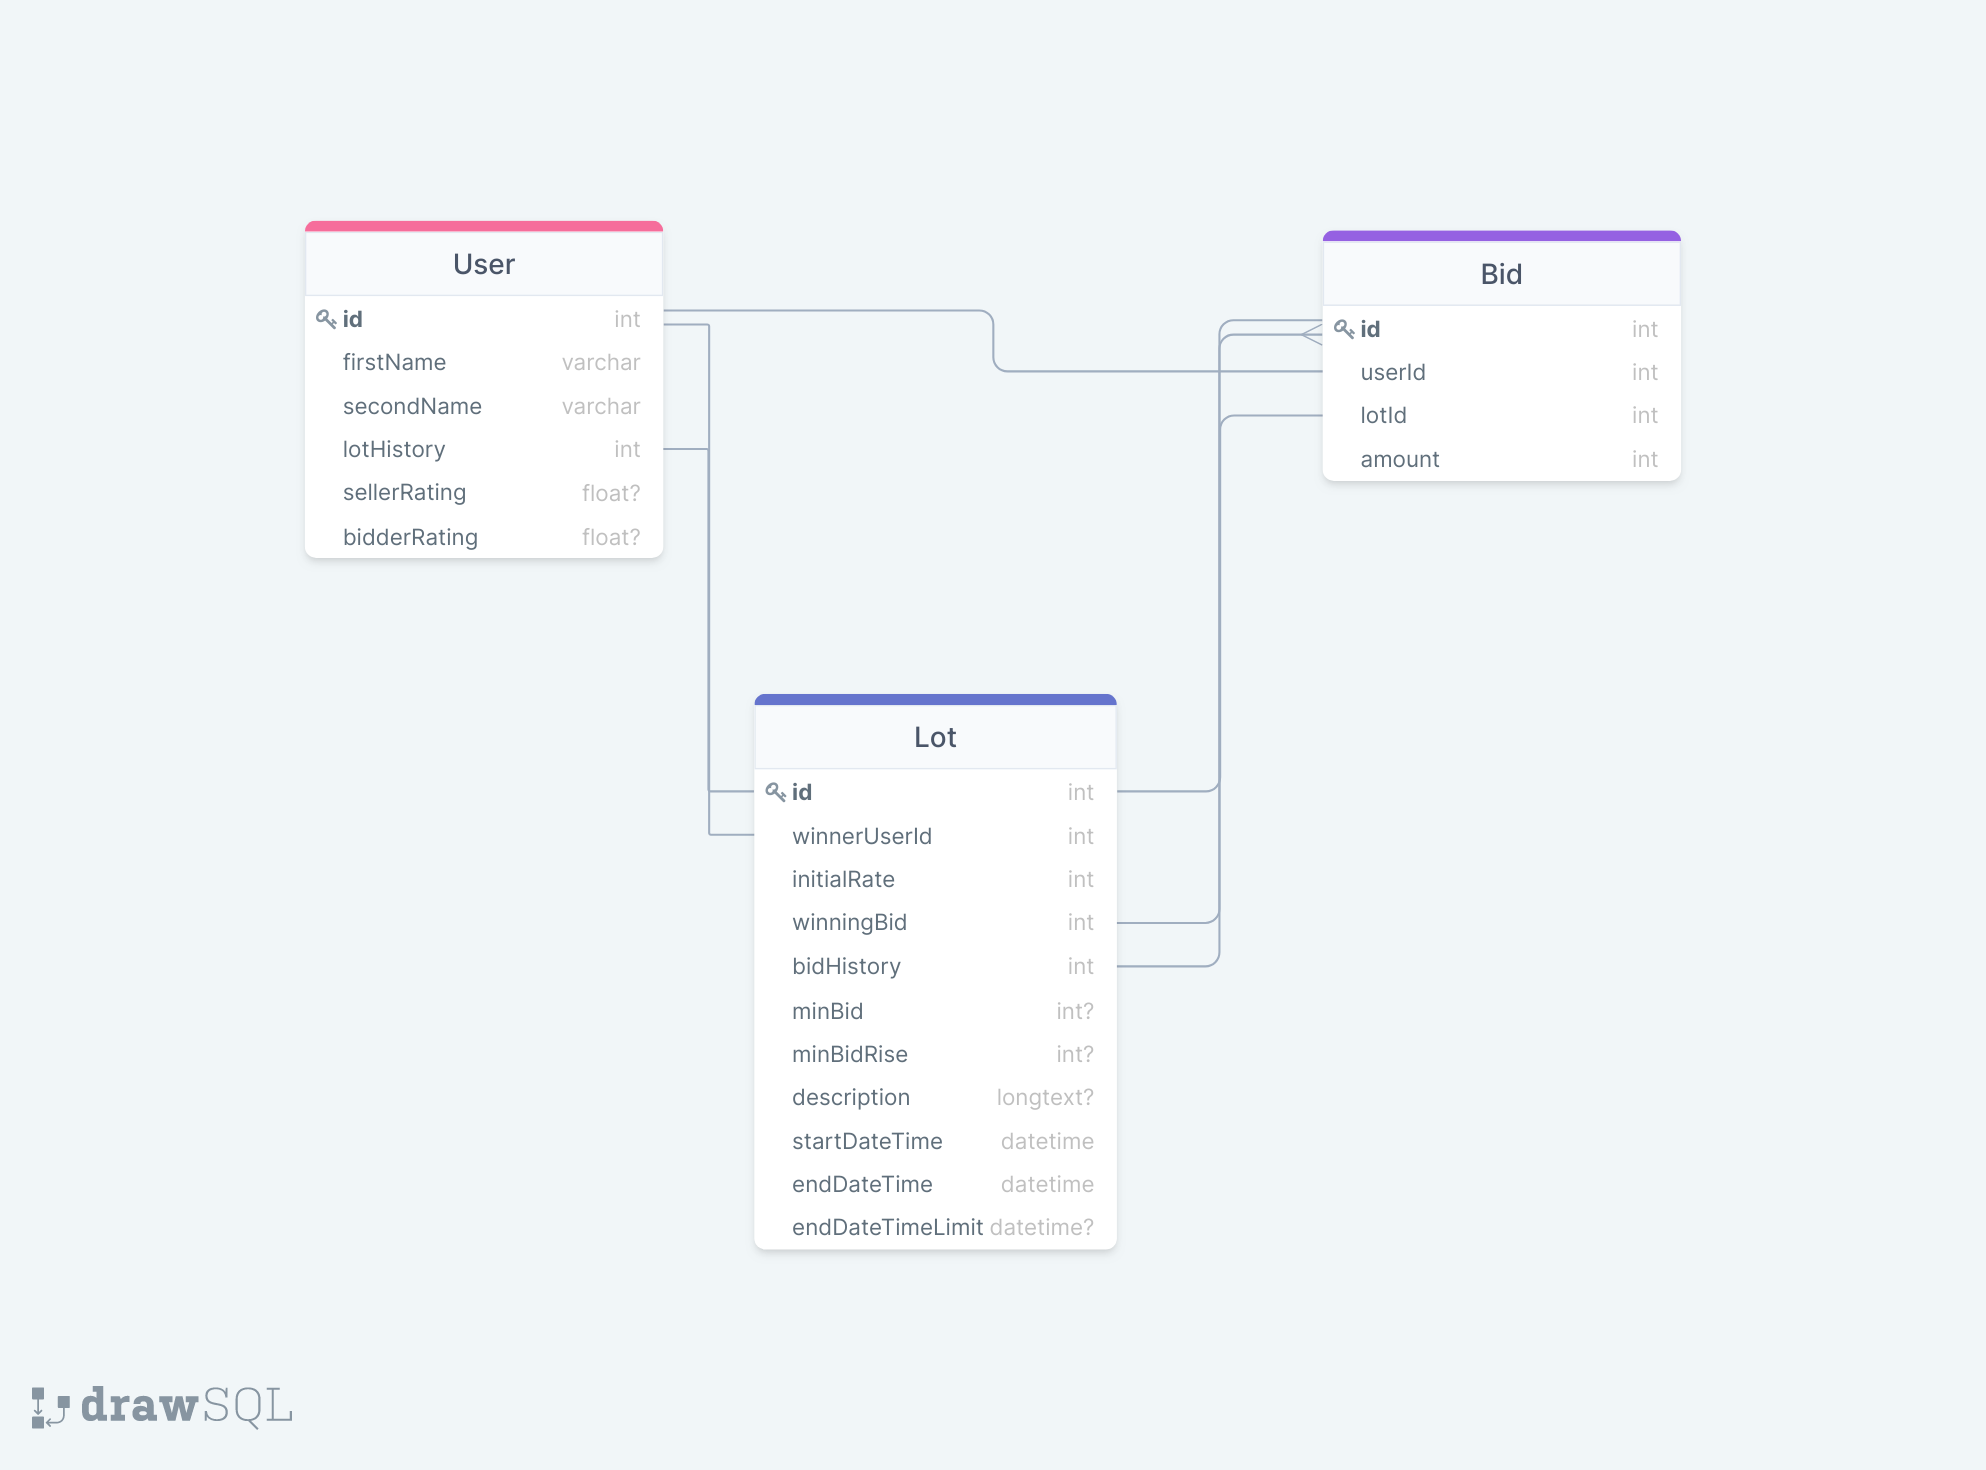 User
id int
firstName varchar
secondName varchar
lotHistory int
sellerRating float?
bidderRating float?
Bid
id int
userId int
lotId int
amount int
Lot
id int
winnerUserId int
initialRate int
winningBid int
bidHistory int
minBid int?
minBidRise int?
description longtext?
startDateTime datetime
endDateTime datetime
endDateTimeLimit datetime?
drawSQL